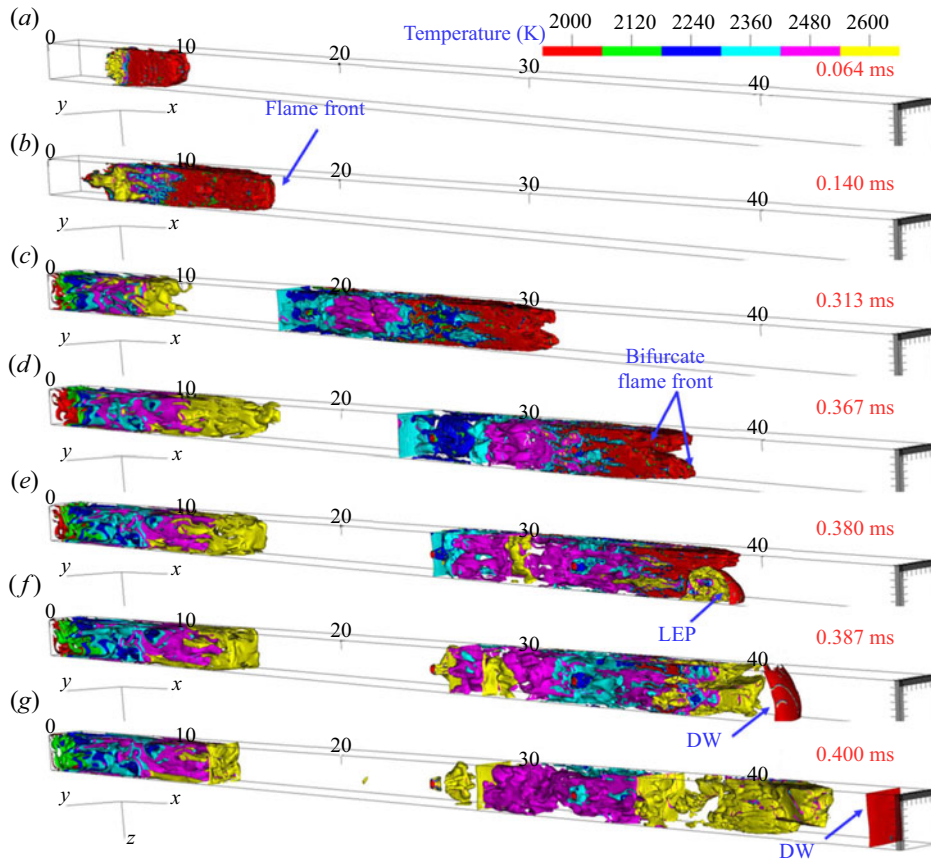 Temperature (K)
2000 2120 2240 2360 2480 2600
(a)
0 10 20 30 40
0.064 ms
y x
Flame front
(b)
0 10 20 30 40
0.140 ms
y x
(c)
0 10 20 30 40
0.313 ms
y x
Bifurcate
flame front
(d)
0 10 20 30 40
0.367 ms
y x
(e)
0 10 20 30 40
0.380 ms
y x
LEP
(f)
0 10 20 30 40
0.387 ms
y x
DW
(g)
0 10 20 30 40
0.400 ms
y x
z
DW